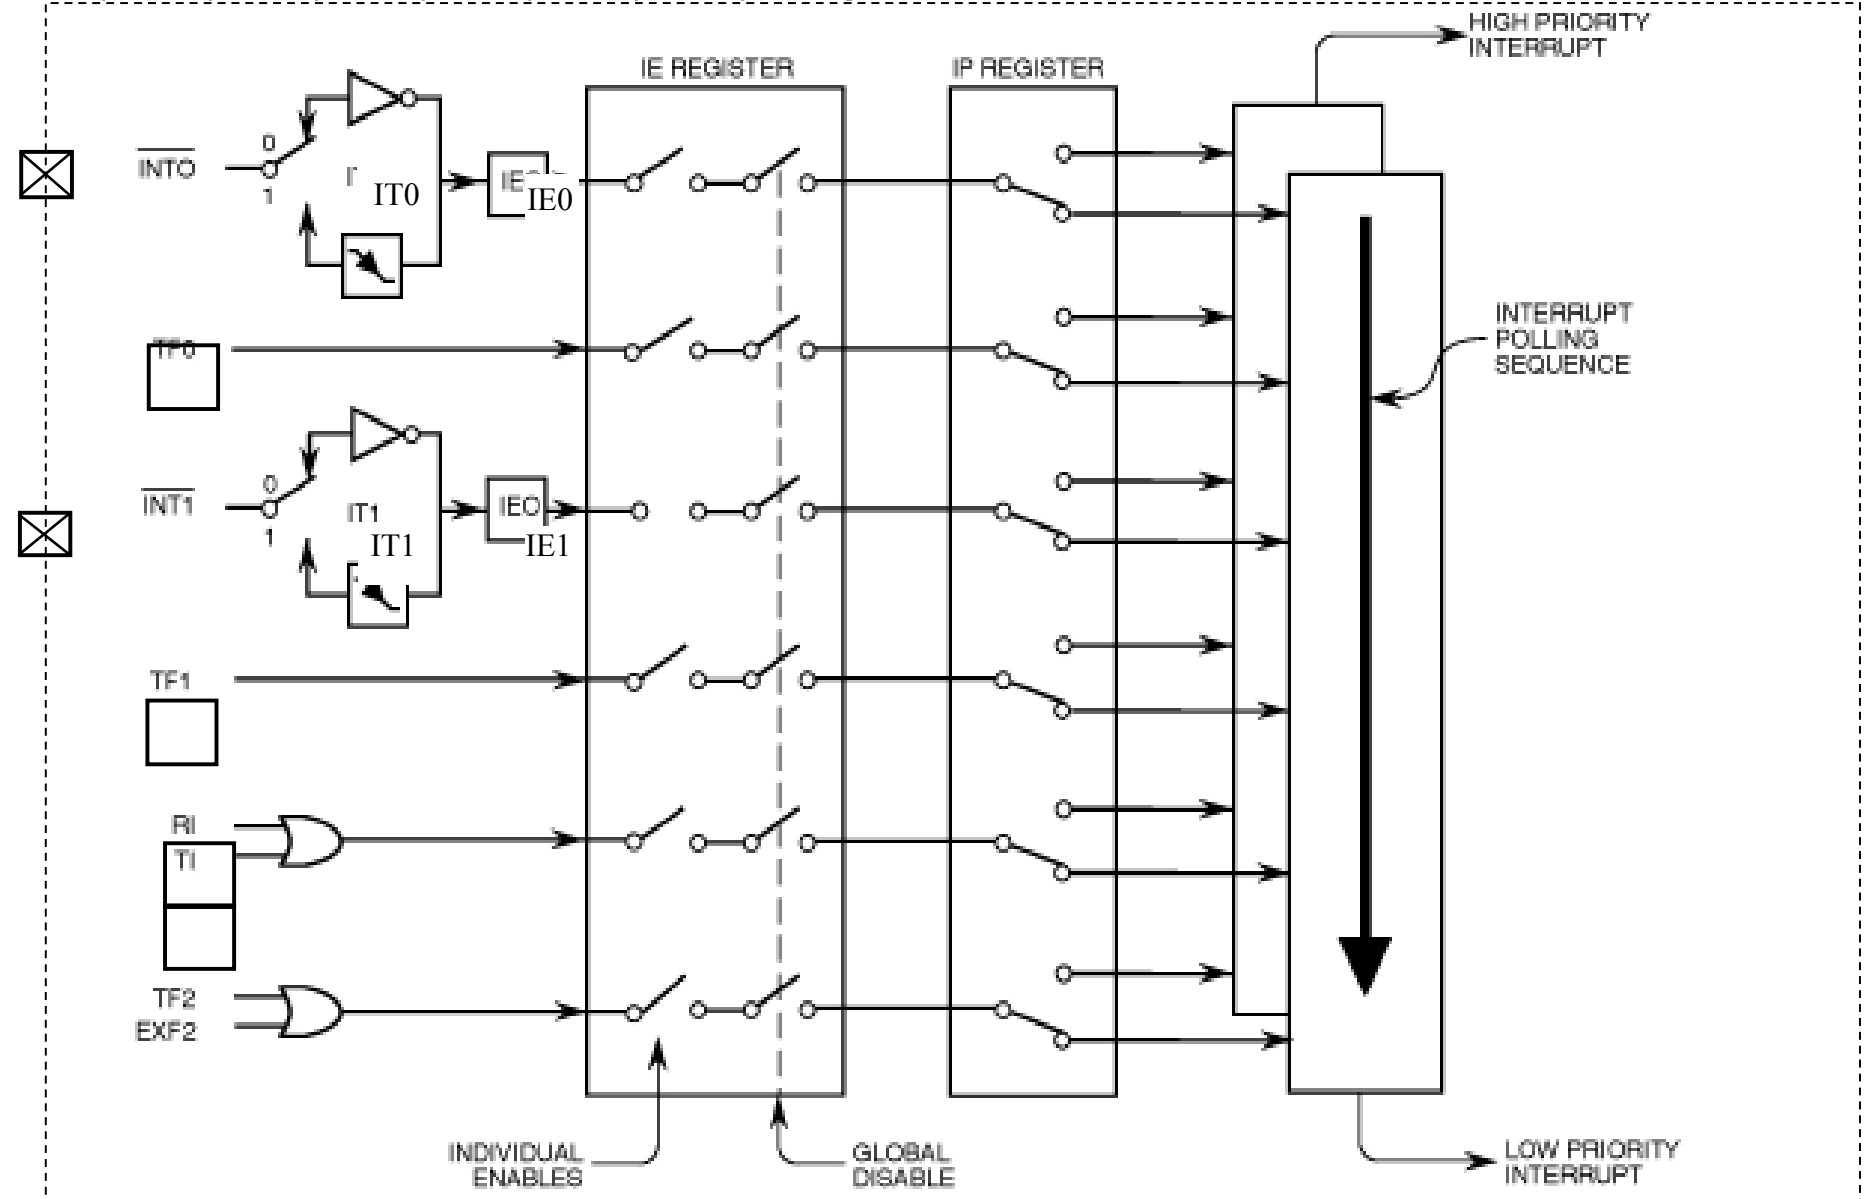 HIGH PRIORITY
INTERRUPT
IE REGISTER
IP REGISTER
0
INT0
1
IT0
IE0
TF0
INTERRUPT
POLLING
SEQUENCE
0
INT1
1
IT1
IT1
IEO
IE1
TF1
RI
TI
TF2
EXF2
INDIVIDUAL
ENABLES
GLOBAL
DISABLE
LOW PRIORITY
INTERRUPT